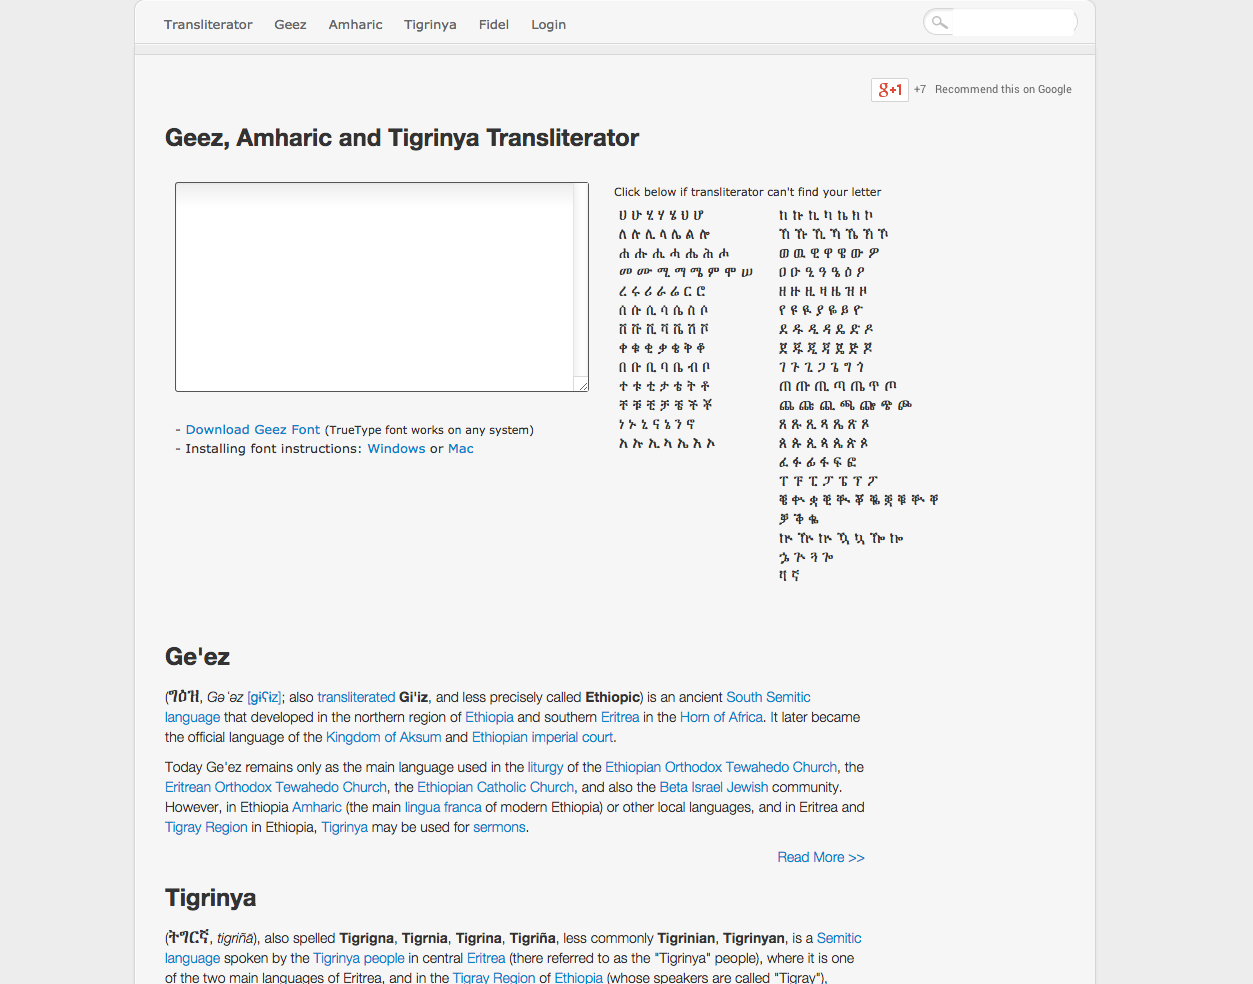 Transliterator Geez Amharic Tigrinya Fidel Login
g+1 +7 Recommend this on Google
Geez, Amharic and Tigrinya Transliterator
Click below if transliterator can't find your letter
ሀ ሁ ሂ ሃ ሄ ህ ሆ
ለ ሉ ሊ ላ ሌ ል ሎ
ሐ ሑ ሒ ሓ ሔ ሕ ሖ
መ ሙ ሚ ማ ሜ ም ሞ ሠ
ረ ሩ ሪ ራ ሬ ር ሮ
ሰ ሱ ሲ ሳ ሴ ስ ሶ
ሸ ሹ ሺ ሻ ሼ ሽ ሾ
ቀ ቁ ቂ ቃ ቄ ቅ ቆ
በ ቡ ቢ ባ ቤ ብ ቦ
ተ ቱ ቲ ታ ቴ ት ቶ
ቸ ቹ ቺ ቻ ቼ ች ቾ
ነ ኑ ኒ ና ኔ ን ኖ
አ ኡ ኢ ኣ ኤ እ ኦ
ከ ኩ ኪ ካ ኬ ክ ኮ
ኸ ኹ ኺ ኻ ኼ ኽ ኾ
ወ ዉ ዊ ዋ ዌ ው ዎ
ዐ ዑ ዒ ዓ ዔ ዕ ዖ
ዘ ዙ ዚ ዛ ዜ ዝ ዞ
የ ዩ ዪ ያ ዬ ይ ዮ
ደ ዱ ዲ ዳ ዴ ድ ዶ
ጀ ጁ ጂ ጃ ጄ ጅ ጆ
ገ ጉ ጊ ጋ ጌ ግ ጎ
ጠ ጡ ጢ ጣ ጤ ጥ ጦ
ጨ ጩ ጪ ጫ ጬ ጭ ጮ
ጸ ጹ ጺ ጻ ጼ ጽ ጾ
ጰ ጱ ጲ ጳ ጴ ጵ ጶ
ፈ ፉ ፊ ፋ ፌ ፍ ፎ
ፐ ፑ ፒ ፓ ፔ ፕ ፖ
ኗ ጓ ጐ
ቫ ኛ
- Download Geez Font (TrueType font works on any system)
- Installing font instructions: Windows or Mac
Ge'ez
(ግዕዝ, Gəʿəz [ɡɨʕɨz]; also transliterated Gi'iz, and less precisely called Ethiopic) is an ancient South Semitic
language that developed in the northern region of Ethiopia and southern Eritrea in the Horn of Africa. It later became
the official language of the Kingdom of Aksum and Ethiopian imperial court.
Today Ge'ez remains only as the main language used in the liturgy of the Ethiopian Orthodox Tewahedo Church, the
Eritrean Orthodox Tewahedo Church, the Ethiopian Catholic Church, and also the Beta Israel Jewish community.
However, in Ethiopia Amharic (the main lingua franca of modern Ethiopia) or other local languages, and in Eritrea and
Tigray Region in Ethiopia, Tigrinya may be used for sermons.
Read More >>
Tigrinya
(ትግርኛ, tigriñā), also spelled Tigrigna, Tigrnia, Tigrina, Tigriña, less commonly Tigrinian, Tigrinyan, is a Semitic
language spoken by the Tigrinya people in central Eritrea (there referred to as the "Tigrinya" people), where it is one
of the two main languages of Eritrea, and in the Tigray Region of Ethiopia (whose speakers are called "Tigray"),